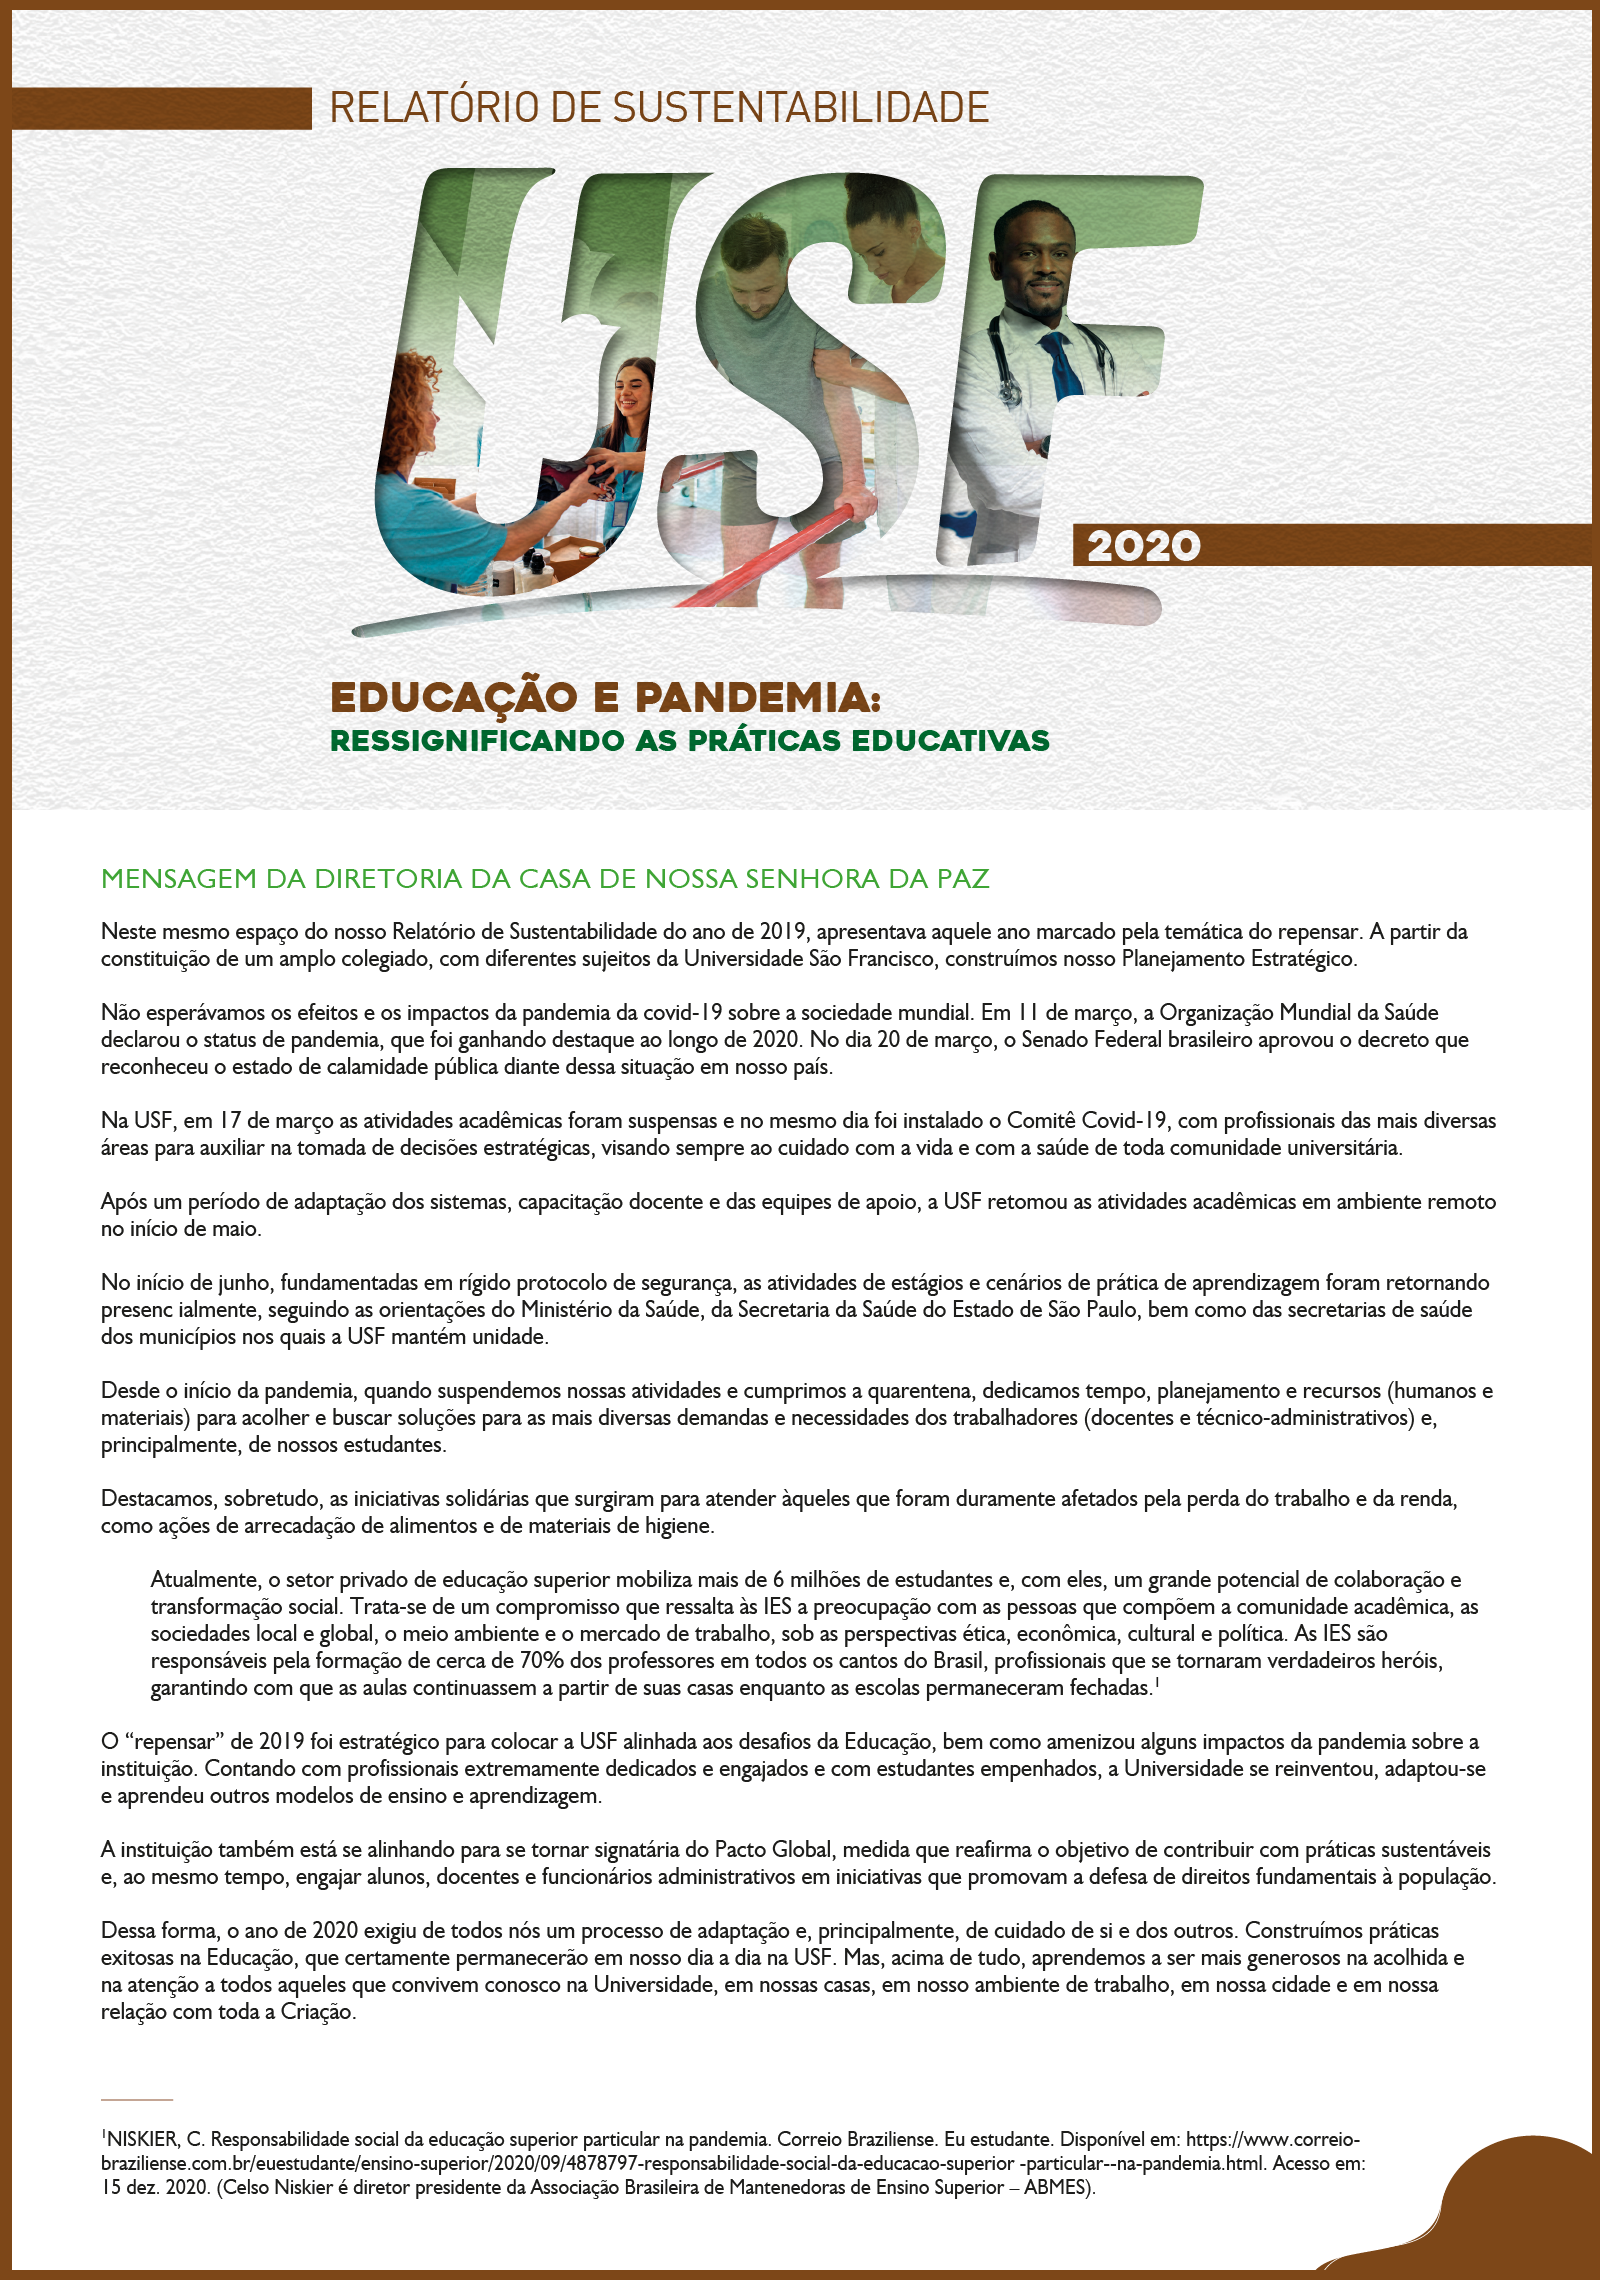 RELATÓRIO DE SUSTENTABILIDADE
USF
2020
EDUCAÇÃO E PANDEMIA:
RESSIGNIFICANDO AS PRÁTICAS EDUCATIVAS
MENSAGEM DA DIRETORIA DA CASA DE NOSSA SENHORA DA PAZ
Neste mesmo espaço do nosso Relatório de Sustentabilidade do ano de 2019, apresentava aquele ano marcado pela temática do repensar. A partir da
constituição de um amplo colegiado, com diferentes sujeitos da Universidade São Francisco, construímos nosso Planejamento Estratégico.
Não esperávamos os efeitos e os impactos da pandemia da covid-19 sobre a sociedade mundial. Em 11 de março, a Organização Mundial da Saúde
declarou o status de pandemia, que foi ganhando destaque ao longo de 2020. No dia 20 de março, o Senado Federal brasileiro aprovou o decreto que
reconheceu o estado de calamidade pública diante dessa situação em nosso país.
Na USF, em 17 de março as atividades acadêmicas foram suspensas e no mesmo dia foi instalado o Comitê Covid-19, com profissionais das mais diversas
áreas para auxiliar na tomada de decisões estratégicas, visando sempre ao cuidado com a vida e com a saúde de toda comunidade universitária.
Após um período de adaptação dos sistemas, capacitação docente e das equipes de apoio, a USF retomou as atividades acadêmicas em ambiente remoto
no início de maio.
No início de junho, fundamentadas em rígido protocolo de segurança, as atividades de estágios e cenários de prática de aprendizagem foram retornando
presenc ialmente, seguindo as orientações do Ministério da Saúde, da Secretaria da Saúde do Estado de São Paulo, bem como das secretarias de saúde
dos municípios nos quais a USF mantém unidade.
Desde o início da pandemia, quando suspendemos nossas atividades e cumprimos a quarentena, dedicamos tempo, planejamento e recursos (humanos e
materiais) para acolher e buscar soluções para as mais diversas demandas e necessidades dos trabalhadores (docentes e técnico-administrativos) e,
principalmente, de nossos estudantes.
Destacamos, sobretudo, as iniciativas solidárias que surgiram para atender àqueles que foram duramente afetados pela perda do trabalho e da renda,
como ações de arrecadação de alimentos e de materiais de higiene.
Atualmente, o setor privado de educação superior mobiliza mais de 6 milhões de estudantes e, com eles, um grande potencial de colaboração e
transformação social. Trata-se de um compromisso que ressalta às IES a preocupação com as pessoas que compõem a comunidade acadêmica, as
sociedades local e global, o meio ambiente e o mercado de trabalho, sob as perspectivas ética, econômica, cultural e política. As IES são
responsáveis pela formação de cerca de 70% dos professores em todos os cantos do Brasil, profissionais que se tornaram verdadeiros heróis,
garantindo com que as aulas continuassem a partir de suas casas enquanto as escolas permaneceram fechadas.¹
O “repensar” de 2019 foi estratégico para colocar a USF alinhada aos desafios da Educação, bem como amenizou alguns impactos da pandemia sobre a
instituição. Contando com profissionais extremamente dedicados e engajados e com estudantes empenhados, a Universidade se reinventou, adaptou-se
e aprendeu outros modelos de ensino e aprendizagem.
A instituição também está se alinhando para se tornar signatária do Pacto Global, medida que reafirma o objetivo de contribuir com práticas sustentáveis
e, ao mesmo tempo, engajar alunos, docentes e funcionários administrativos em iniciativas que promovam a defesa de direitos fundamentais à população.
Dessa forma, o ano de 2020 exigiu de todos nós um processo de adaptação e, principalmente, de cuidado de si e dos outros. Construímos práticas
exitosas na Educação, que certamente permanecerão em nosso dia a dia na USF. Mas, acima de tudo, aprendemos a ser mais generosos na acolhida e
na atenção a todos aqueles que convivem conosco na Universidade, em nossas casas, em nosso ambiente de trabalho, em nossa cidade e em nossa
relação com toda a Criação.
¹NISKIER, C. Responsabilidade social da educação superior particular na pandemia. Correio Braziliense. Eu estudante. Disponível em: https://www.correio-
braziliense.com.br/euestudante/ensino-superior/2020/09/4878797-responsabilidade-social-da-educacao-superior -particular--na-pandemia.html. Acesso em:
15 dez. 2020. (Celso Niskier é diretor presidente da Associação Brasileira de Mantenedoras de Ensino Superior – ABMES).